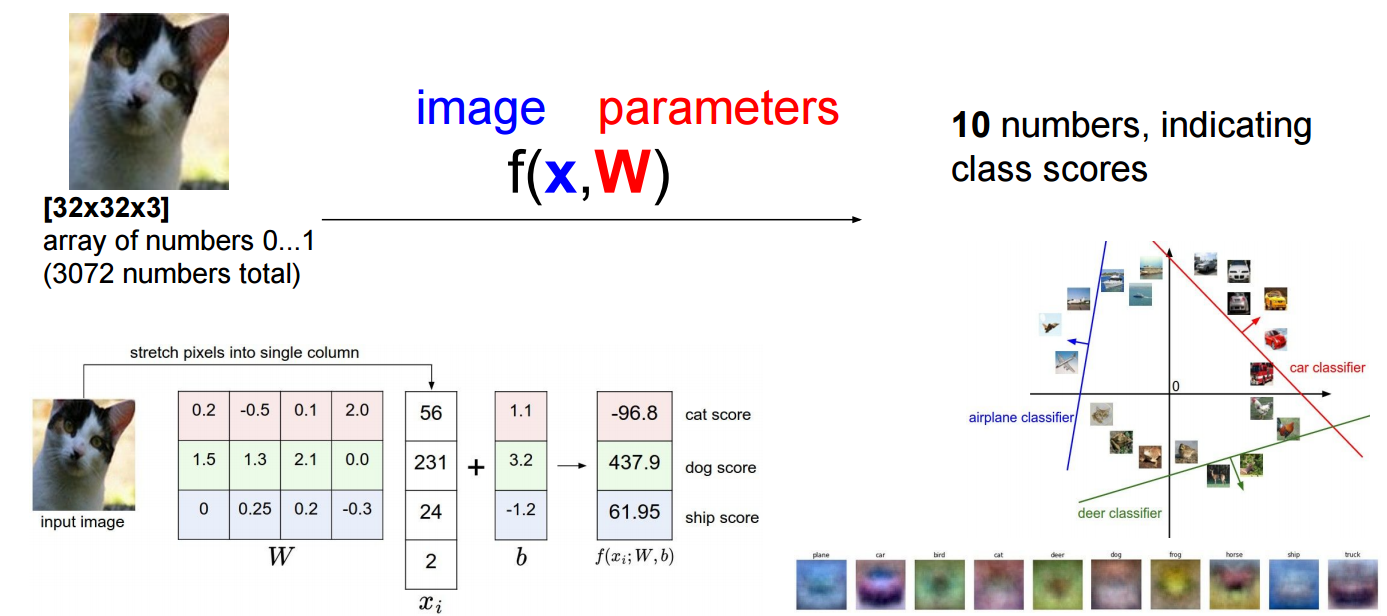 image parameters
f(x,W)
[32x32x3]
array of numbers 0...1
(3072 numbers total)
10 numbers, indicating
class scores
stretch pixels into single column
input image
0.2 -0.5 0.1 2.0
1.5 1.3 2.1 0.0
0 0.25 0.2 -0.3
W
56
231
24
2
x_i
+
1.1
3.2
-1.2
b
-96.8
437.9
61.95
f(x_i; W, b)
cat score
dog score
ship score
0
car classifier
airplane classifier
deer classifier
plane car bird cat deer dog frog horse ship truck